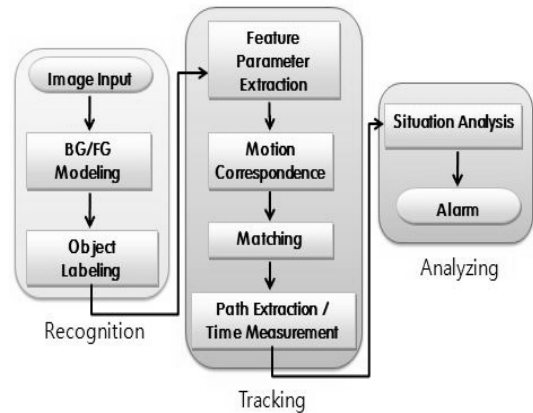 Image Input
BG/FG
Modeling
Object
Labeling
Recognition
Feature
Parameter
Extraction
Motion
Correspondence
Matching
Path Extraction /
Time Measurement
Tracking
Situation Analysis
Alarm
Analyzing